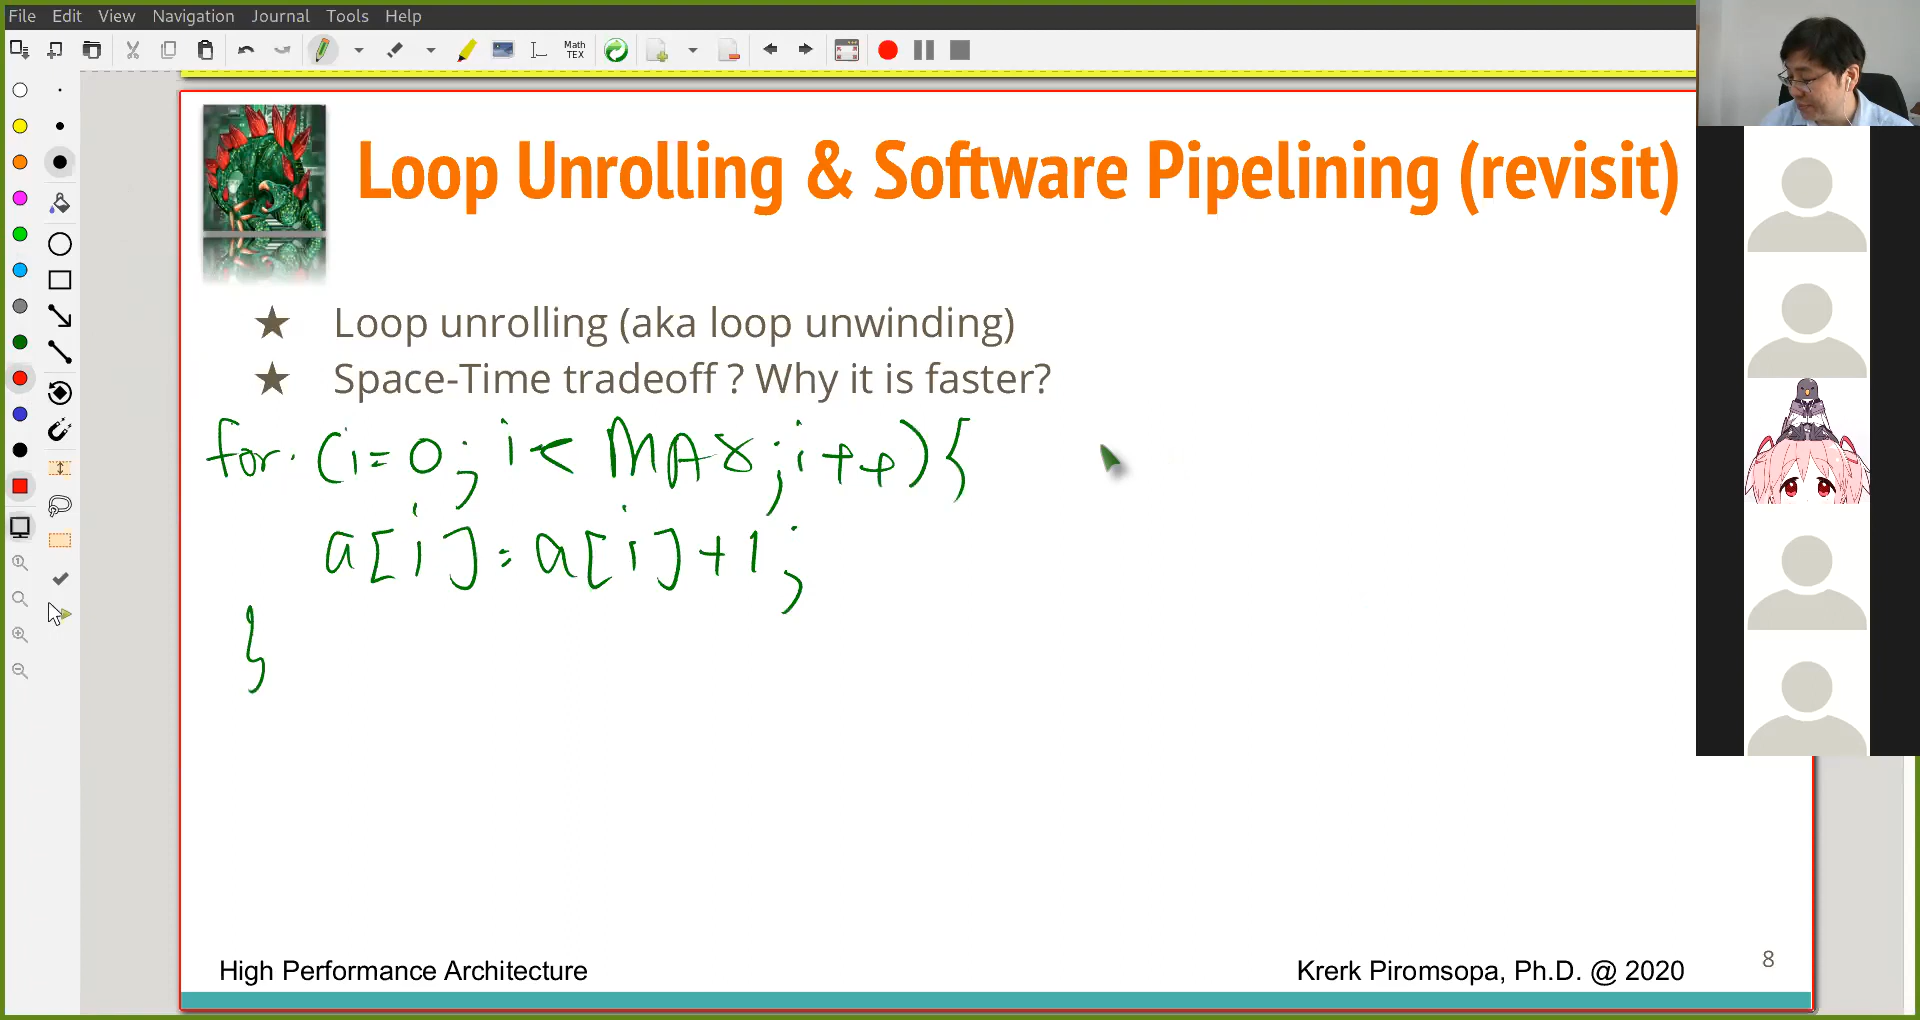 File Edit View Navigation Journal Tools Help
Math
TEX
Loop Unrolling & Software Pipelining (revisit)
★ Loop unrolling (aka loop unwinding)
★ Space-Time tradeoff ? Why it is faster?
for (i=0; i< MAX; i++){
a[i]=a[i]+1;
}
High Performance Architecture
Krerk Piromsopa, Ph.D. @ 2020
8